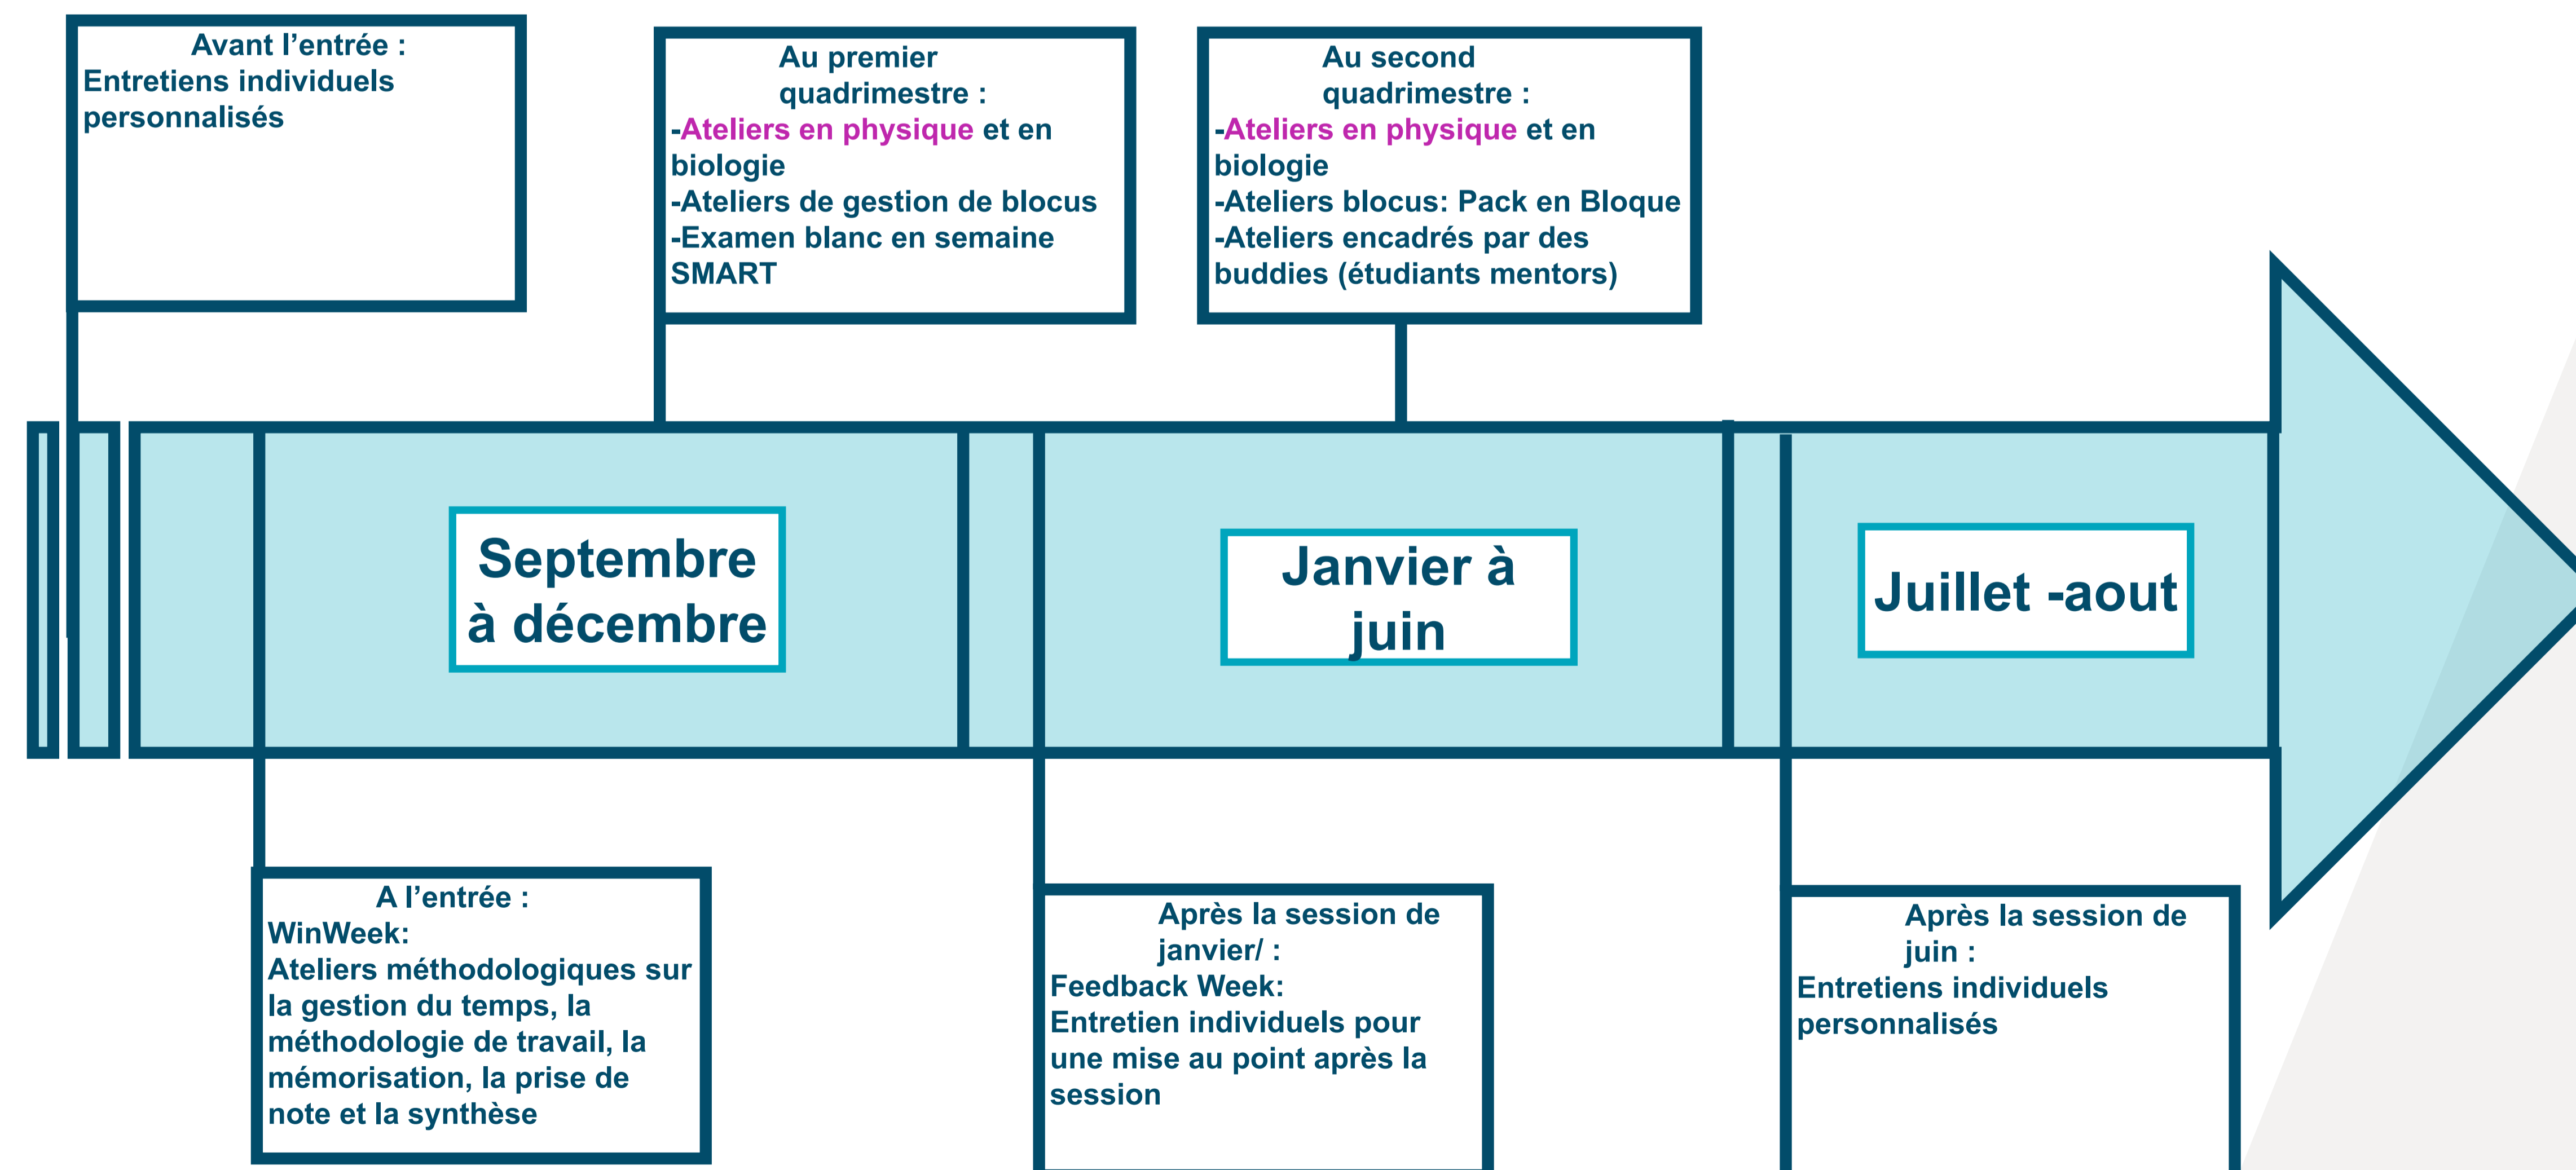 Avant l’entrée :
Entretiens individuels
personnalisés
Au premier
quadrimestre :
-Ateliers en physique et en
biologie
-Ateliers de gestion de blocus
-Examen blanc en semaine
SMART
Au second
quadrimestre :
-Ateliers en physique et en
biologie
-Ateliers blocus: Pack en Bloque
-Ateliers encadrés par des
buddies (étudiants mentors)
Septembre
à décembre
Janvier à
juin
Juillet -aout
A l’entrée :
WinWeek:
Ateliers méthodologiques sur
la gestion du temps, la
méthodologie de travail, la
mémorisation, la prise de
note et la synthèse
Après la session de
janvier/ :
Feedback Week:
Entretien individuels pour
une mise au point après la
session
Après la session de
juin :
Entretiens individuels
personnalisés